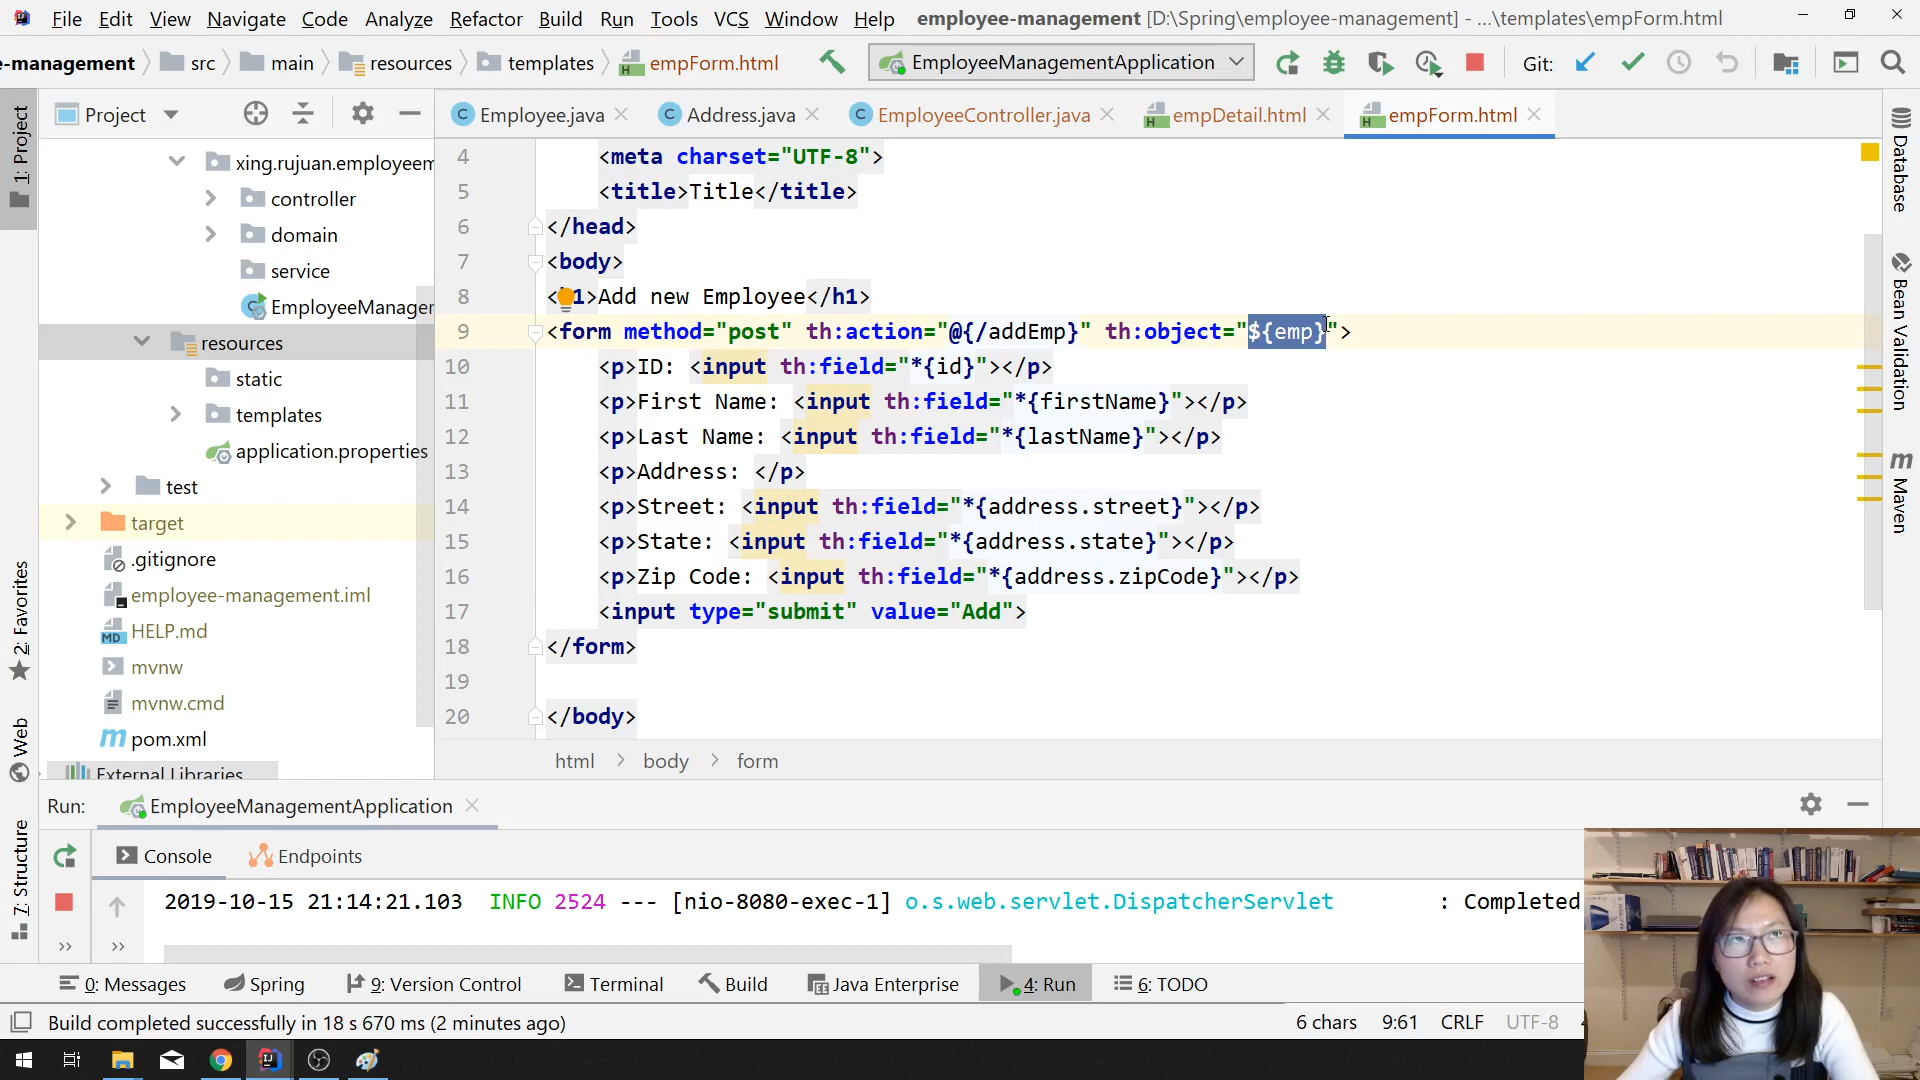 File Edit View Navigate Code Analyze Refactor Build Run Tools VCS Window Help employee-management [D:\Spring\employee-management] - ...\templates\empForm.html
e-management src main resources templates empForm.html EmployeeManagementApplication Git:
Project Employee.java Address.java EmployeeController.java empDetail.html empForm.html
1: Project
2: Favorites
Web
7: Structure
xing.rujuan.employeem
controller
domain
service
EmployeeManager
resources
static
templates
application.properties
test
target
.gitignore
employee-management.iml
HELP.md
mvnw
mvnw.cmd
pom.xml
External Libraries
4 <meta charset="UTF-8">
5 <title>Title</title>
6 </head>
7 <body>
8 <h1>Add new Employee</h1>
9 <form method="post" th:action="@{/addEmp}" th:object="${emp}">
10 <p>ID: <input th:field="*{id}"></p>
11 <p>First Name: <input th:field="*{firstName}"></p>
12 <p>Last Name: <input th:field="*{lastName}"></p>
13 <p>Address: </p>
14 <p>Street: <input th:field="*{address.street}"></p>
15 <p>State: <input th:field="*{address.state}"></p>
16 <p>Zip Code: <input th:field="*{address.zipCode}"></p>
17 <input type="submit" value="Add">
18 </form>
19
20 </body>
html body form
Database
Bean Validation
Maven
Run: EmployeeManagementApplication
Console Endpoints
2019-10-15 21:14:21.103 INFO 2524 --- [nio-8080-exec-1] o.s.web.servlet.DispatcherServlet : Completed
0: Messages Spring 9: Version Control Terminal Build Java Enterprise 4: Run 6: TODO
Build completed successfully in 18 s 670 ms (2 minutes ago) 6 chars 9:61 CRLF UTF-8